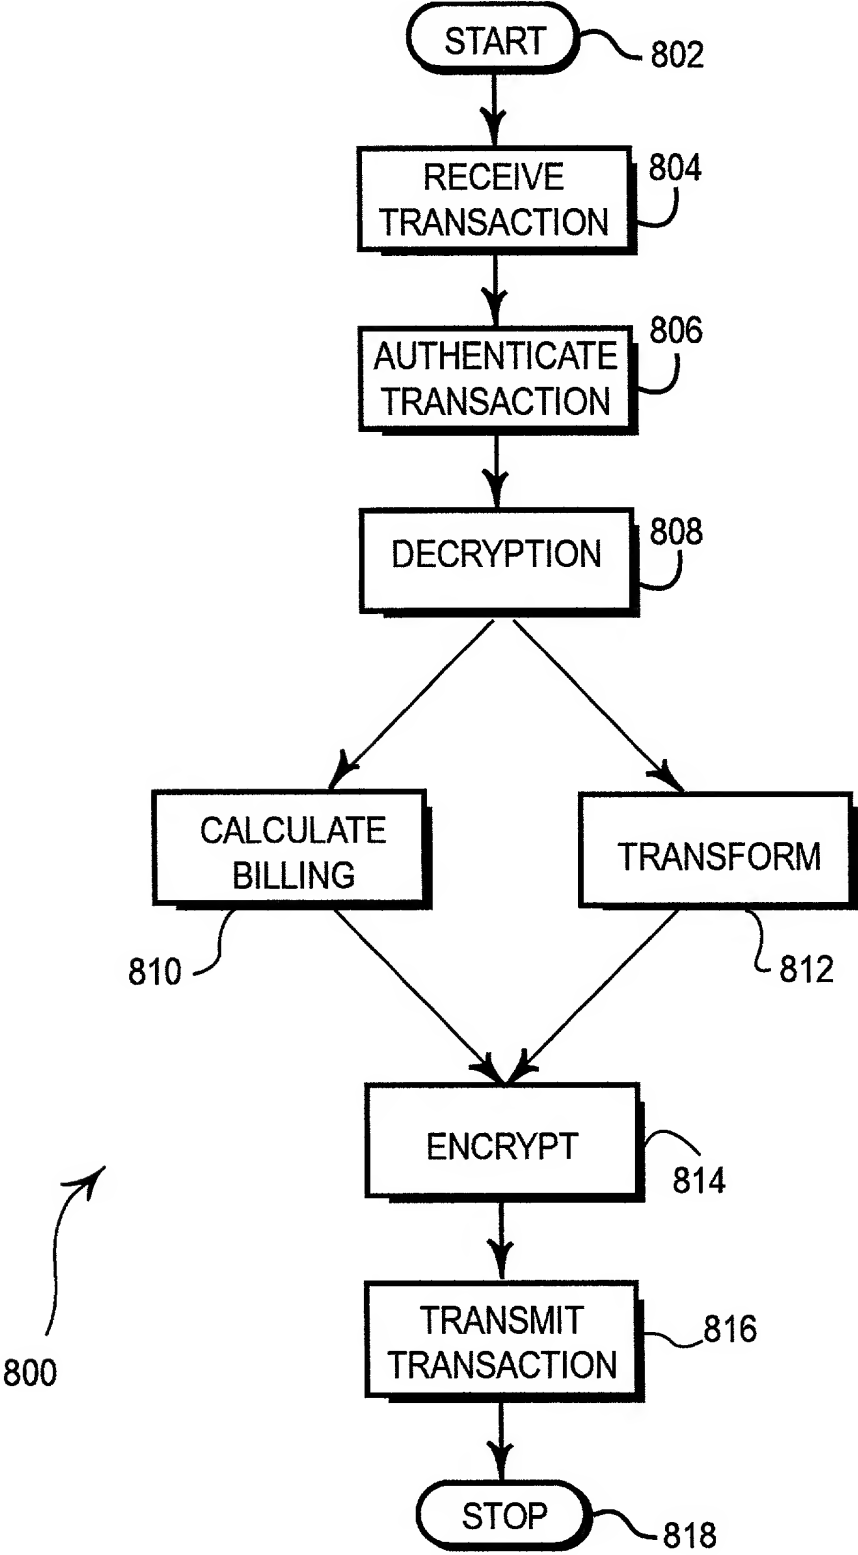 START
802
RECEIVE
TRANSACTION
804
AUTHENTICATE
TRANSACTION
806
DECRYPTION
808
CALCULATE
BILLING
810
TRANSFORM
812
ENCRYPT
814
TRANSMIT
TRANSACTION
816
STOP
818
800